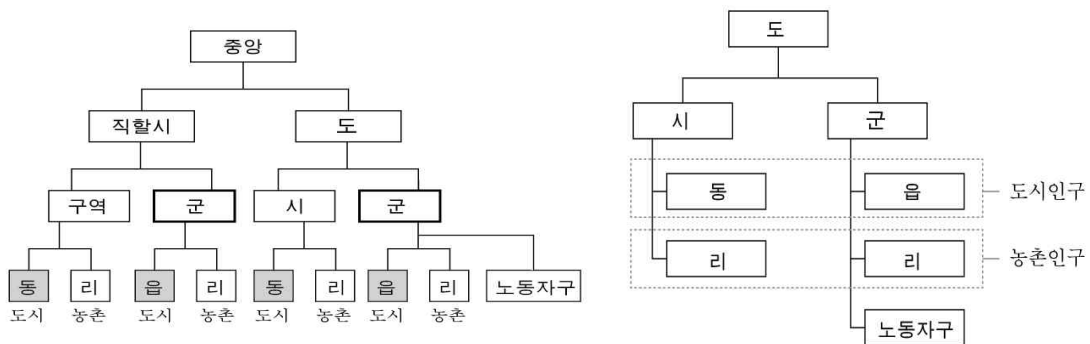 중앙
직할시 도
구역 군 시 군
동 리 읍 리 동 리 읍 리 노동자구
도시 농촌 도시 농촌 도시 농촌 도시 농촌
도
시 군
동 읍 도시인구
리 리 농촌인구
노동자구